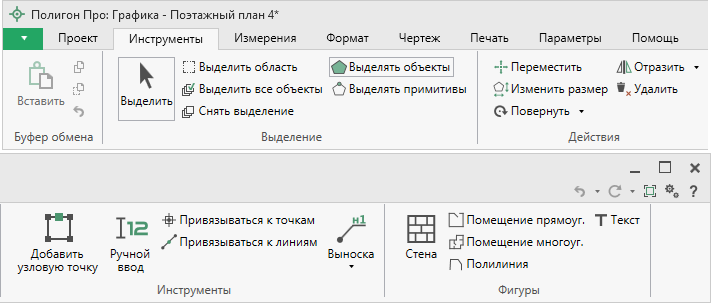 Полигон Про: Графика - Поэтажный план 4*
Проект Инструменты Измерения Формат Чертеж Печать Параметры Помощь
Вставить
Буфер обмена
Выделить
Выделить область
Выделить все объекты
Снять выделение
Выделять объекты
Выделять примитивы
Выделение
Переместить
Изменить размер
Повернуть
Отразить
Удалить
Действия
?
Добавить
узловую точку
12
Ручной
ввод
Привязываться к точкам
Привязываться к линиям
н1
Выноска
Инструменты
Стена
Помещение прямоуг.
Помещение многоуг.
Полилиния
Текст
Фигуры